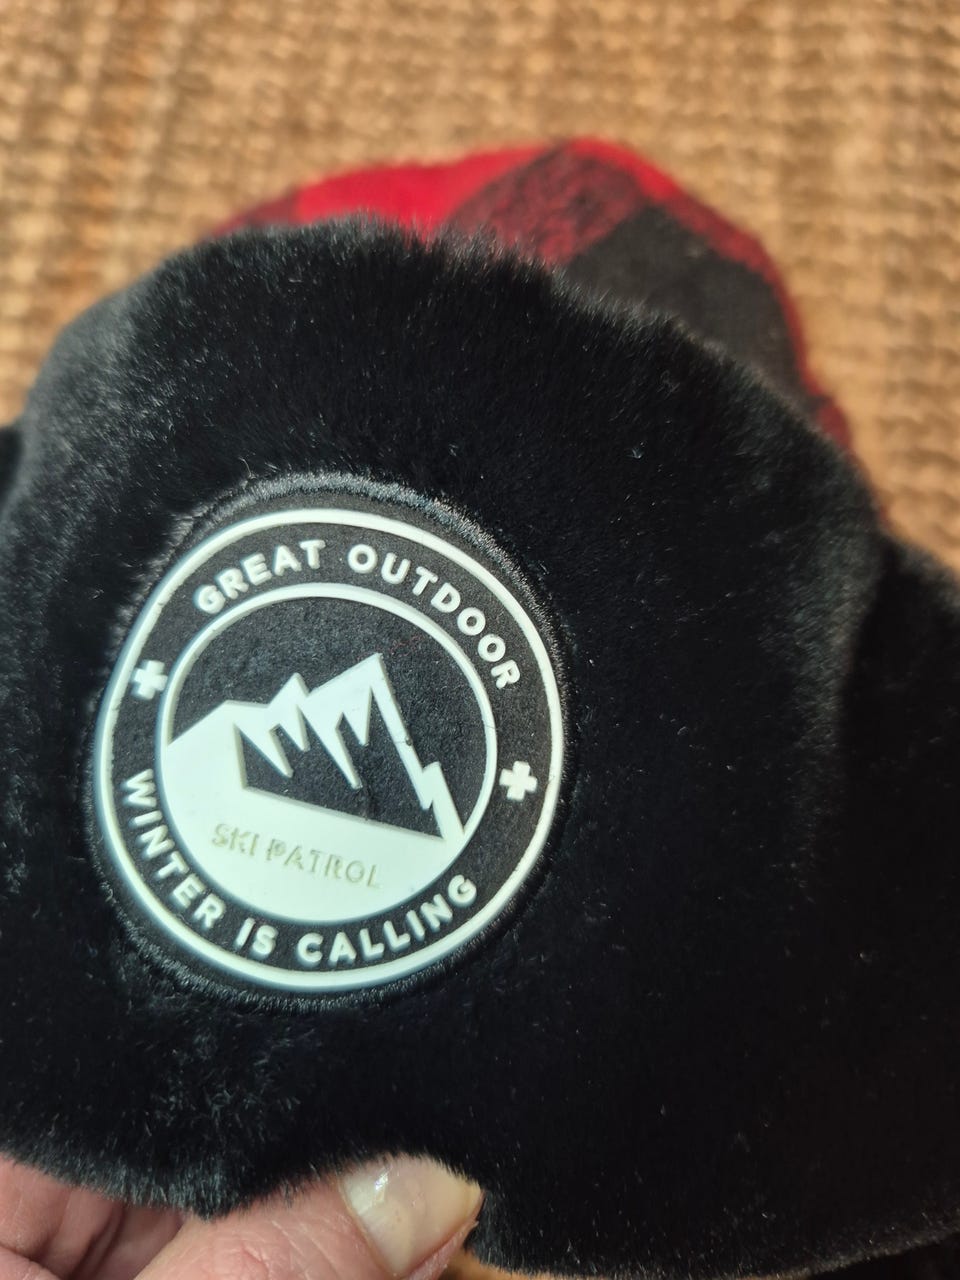 GREAT OUTDOOR
SKI PATROL
WINTER IS CALLING